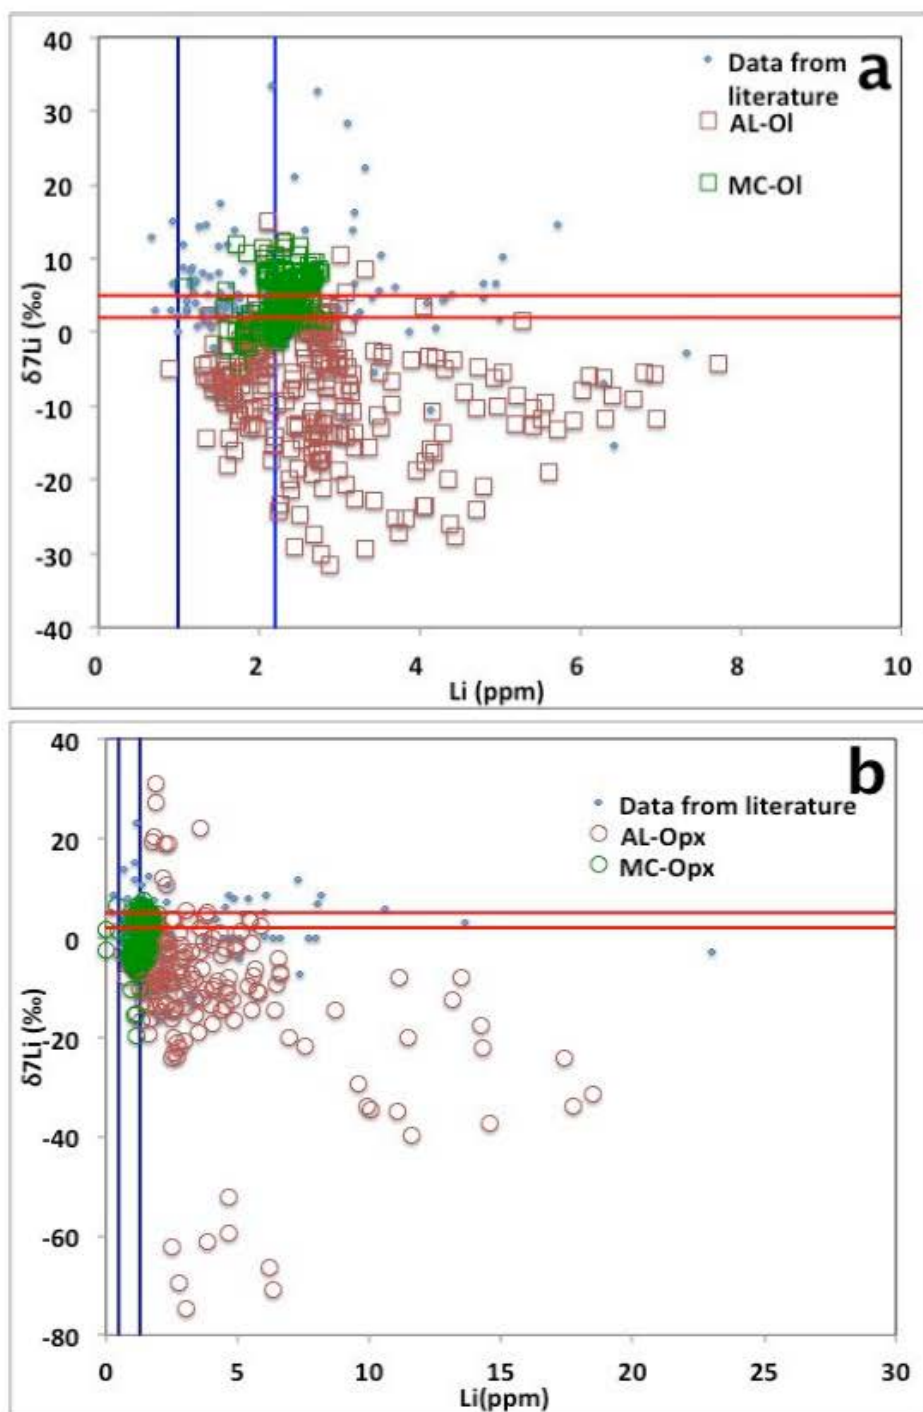 a
40
30
20
10
0
-10
-20
-30
-40
δ7Li (‰)
Data from
literature
AL-Ol
MC-Ol
0 2 4 6 8 10
Li (ppm)
b
40
20
0
-20
-40
-60
-80
δ7Li (‰)
Data from literature
AL-Opx
MC-Opx
0 5 10 15 20 25 30
Li(ppm)